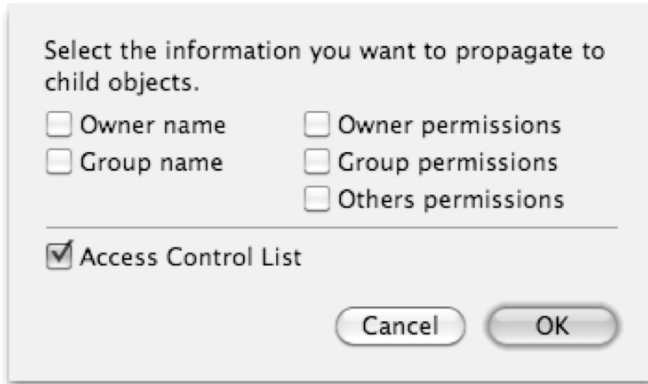 Select the information you want to propagate to
child objects.
Owner name Owner permissions
Group name Group permissions
Others permissions
Access Control List
Cancel OK